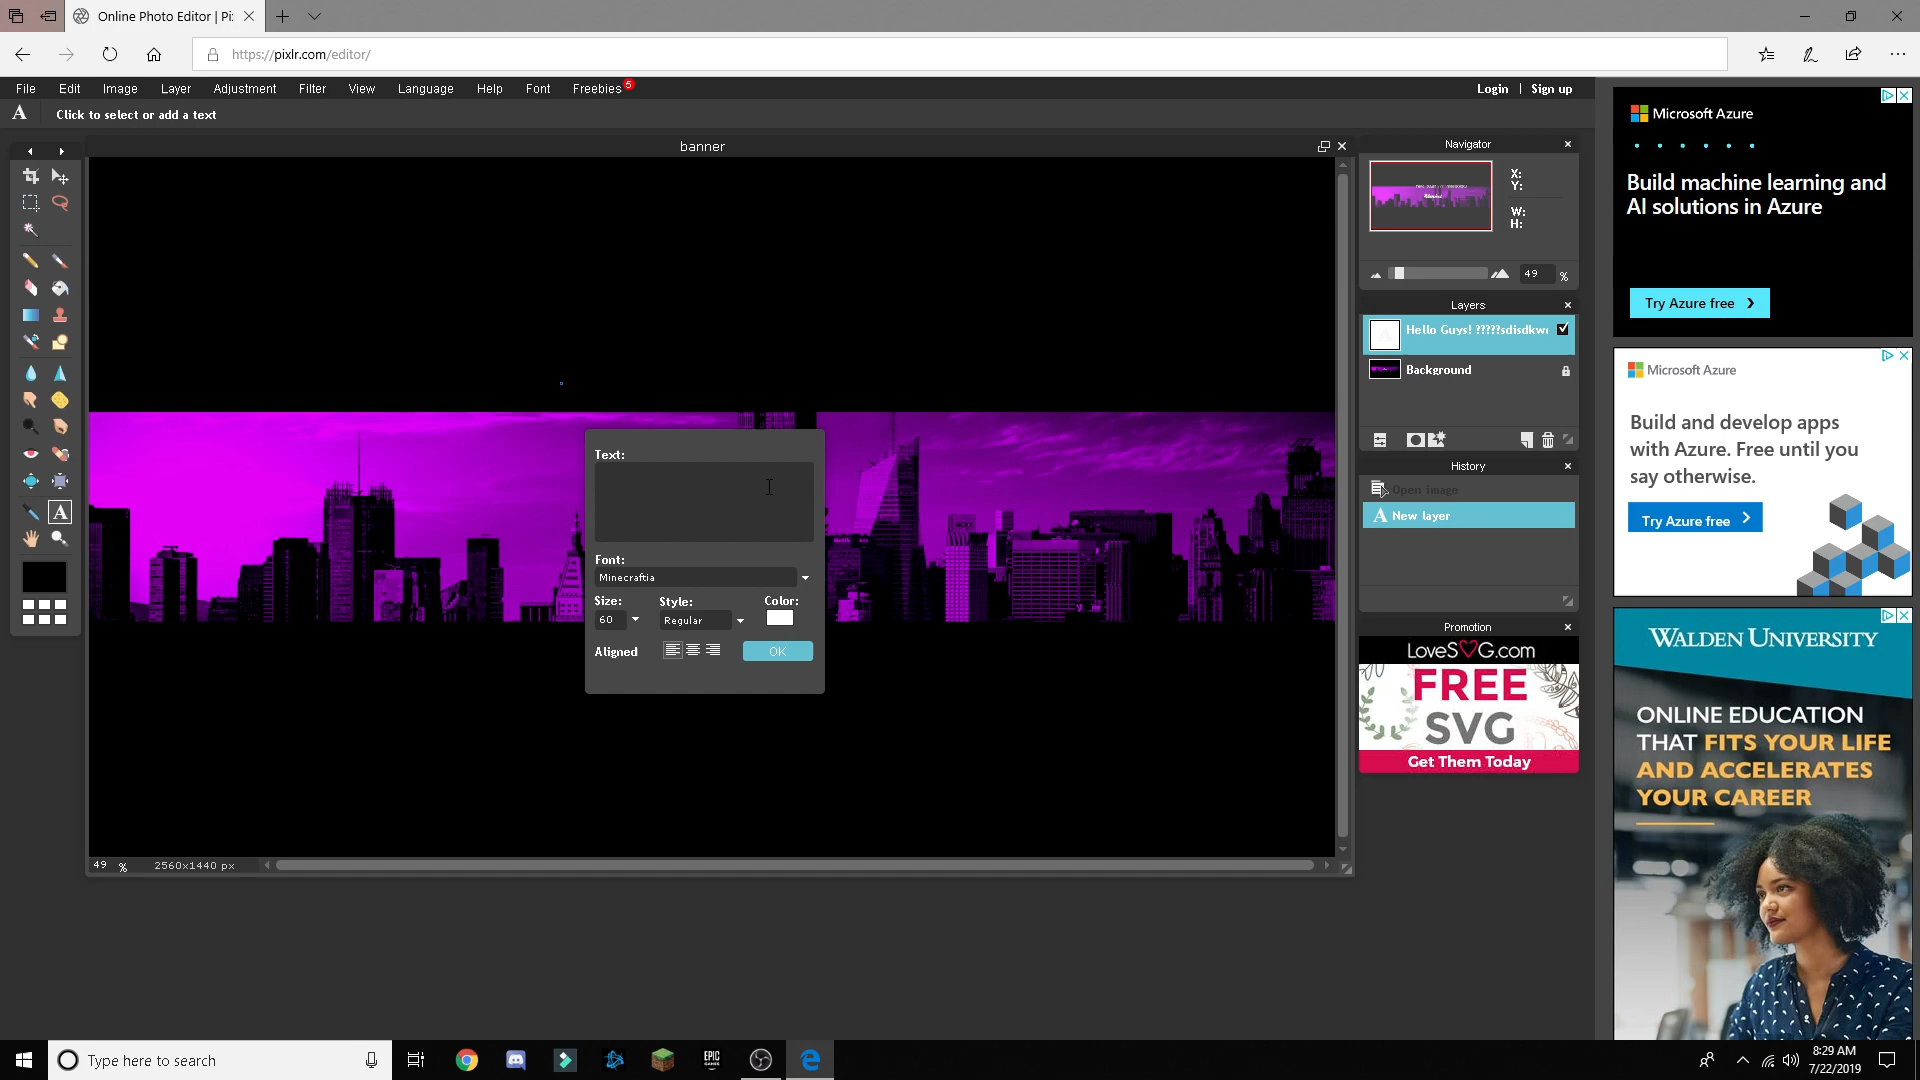 Online Photo Editor | Pi:
https://pixlr.com/editor/
File Edit Image Layer Adjustment Filter View Language Help Font Freebies 5 Login | Sign up
A Click to select or add a text
banner
Text:
Font:
Minecraftia
Size: Style: Color:
60 Regular
Aligned OK
49 % 2560x1440 px
Navigator
X:
Y:
W:
H:
49 %
Layers
Hello Guys! ?????sdisdkw
Background
History
Open image
A New layer
Promotion
LoveSVG.com
FREE
SVG
Get Them Today
Microsoft Azure
Build machine learning and
AI solutions in Azure
Try Azure free
Microsoft Azure
Build and develop apps
with Azure. Free until you
say otherwise.
Try Azure free
WALDEN UNIVERSITY
ONLINE EDUCATION
THAT FITS YOUR LIFE
AND ACCELERATES
YOUR CAREER
Type here to search
EPIC
GAMES
8:29 AM
7/22/2019